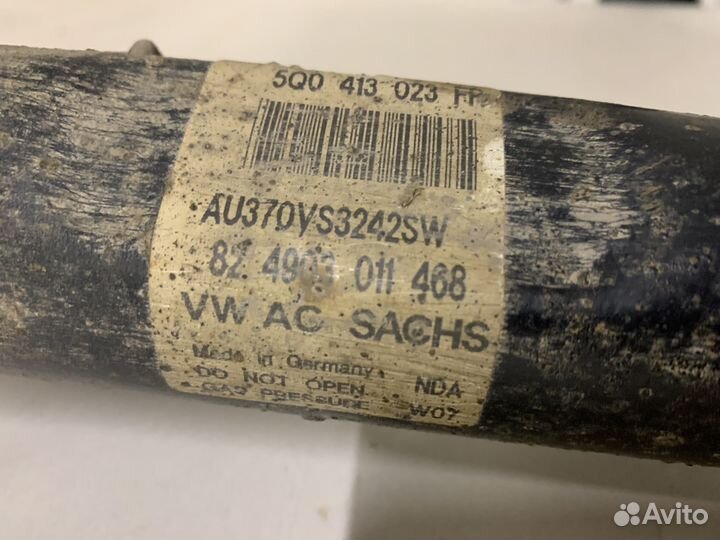 5Q0 413 023 FP
AU370VS3242SW
82 4903 011 468
VW AG SACHS
Made in Germany
DO NOT OPEN NDA
GAS PRESSURE W07
Avito